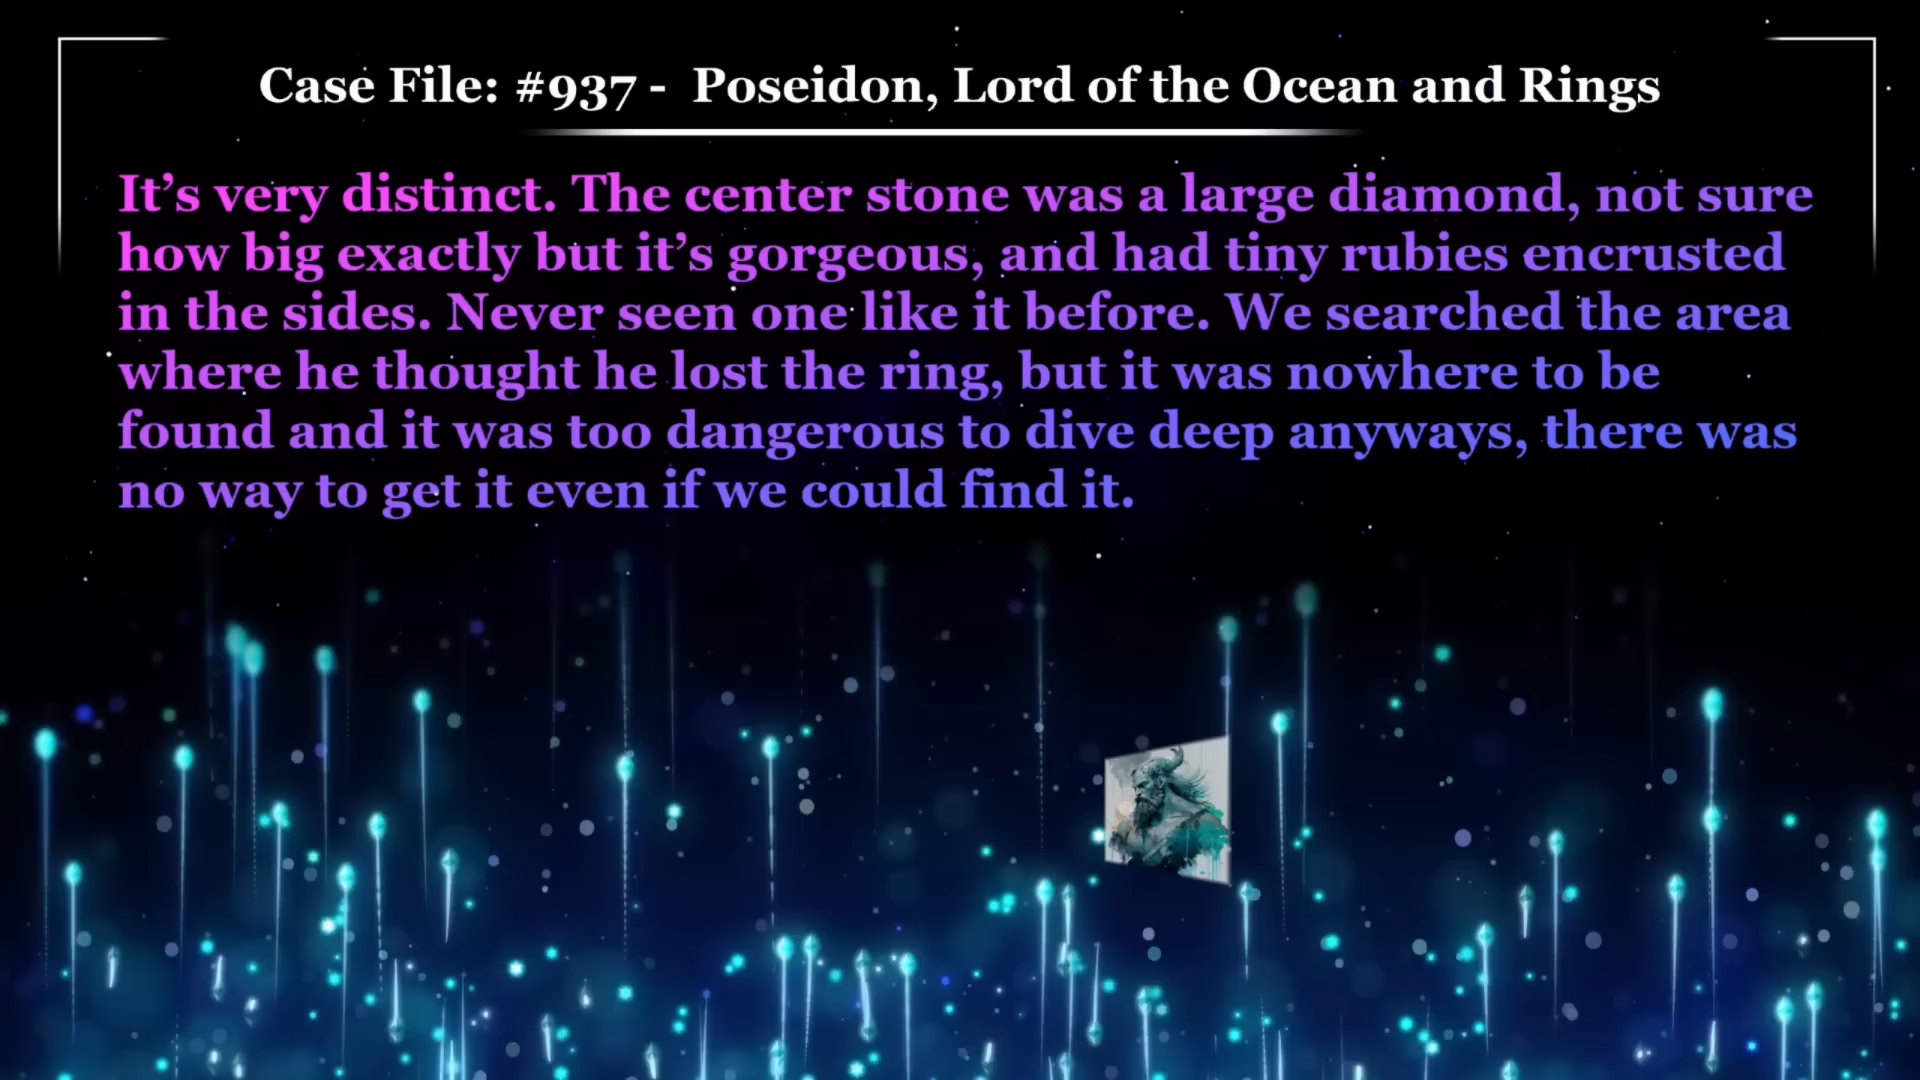 Case File: #937 -  Poseidon, Lord of the Ocean and Rings
It’s very distinct. The center stone was a large diamond, not sure
how big exactly but it’s gorgeous, and had tiny rubies encrusted
in the sides. Never seen one like it before. We searched the area
where he thought he lost the ring, but it was nowhere to be
found and it was too dangerous to dive deep anyways, there was
no way to get it even if we could find it.